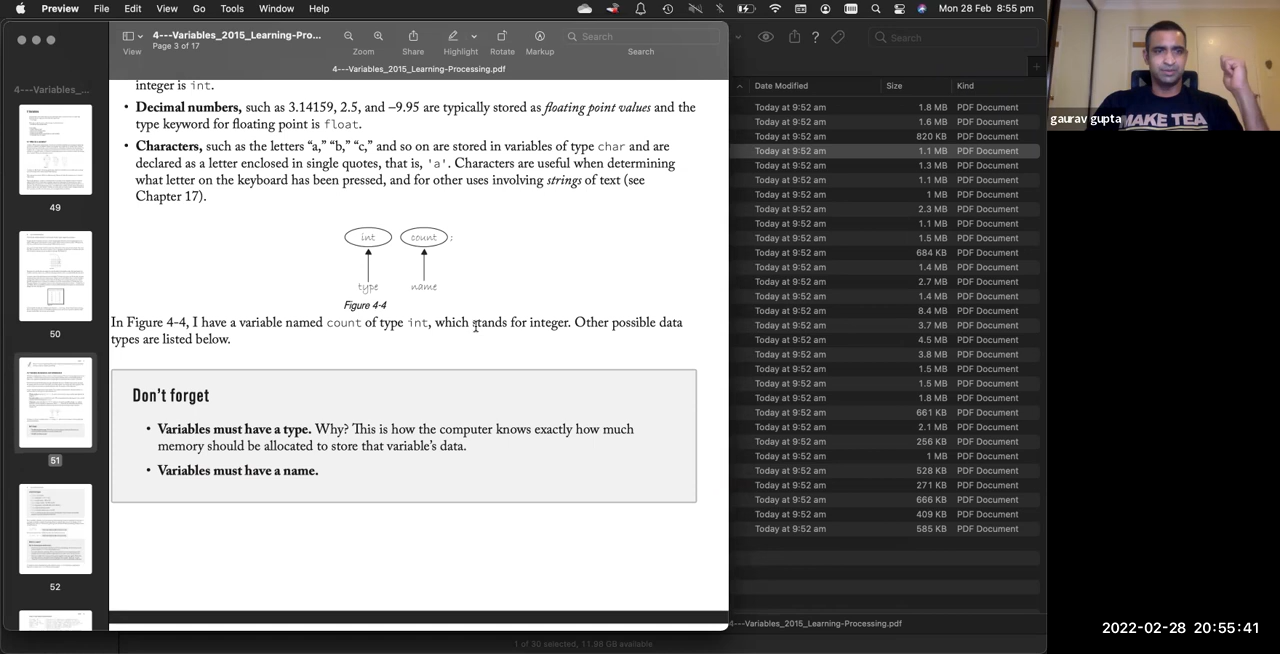 Preview File Edit View Go Tools Window Help Mon 28 Feb 8:55 pm
4---Variables_2015_Learning-Pro...
Page 3 of 17
Search
View Zoom Share Highlight Rotate Markup Search
4---Variables_2015_Learning-Processing.pdf
4---Variables_...
49
50
51
52
integer is int.
• Decimal numbers, such as 3.14159, 2.5, and –9.95 are typically stored as floating point values and the
type keyword for floating point is float.
• Characters, such as the letters “a,” “b,” “c,” and so on are stored in variables of type char and are
declared as a letter enclosed in single quotes, that is, 'a'. Characters are useful when determining
what letter on the keyboard has been pressed, and for other uses involving strings of text (see
Chapter 17).
int count ;
type name
Figure 4-4
In Figure 4-4, I have a variable named count of type int, which stands for integer. Other possible data
types are listed below.
Don’t forget
• Variables must have a type. Why? This is how the computer knows exactly how much
memory should be allocated to store that variable’s data.
• Variables must have a name.
Search
Date Modified Size Kind
Today at 9:52 am 1.8 MB PDF Document
Today at 9:52 am 1.6 MB PDF Document
Today at 9:52 am 820 KB PDF Document
Today at 9:52 am 1.1 MB PDF Document
Today at 9:52 am 1.3 MB PDF Document
Today at 9:52 am 1.1 MB PDF Document
Today at 9:52 am 1 MB PDF Document
Today at 9:52 am 2.3 MB PDF Document
Today at 9:52 am 1.1 MB PDF Document
Today at 9:52 am 1.5 MB PDF Document
Today at 9:52 am 684 KB PDF Document
Today at 9:52 am 1.4 MB PDF Document
Today at 9:52 am 2.7 MB PDF Document
Today at 9:52 am 1.4 MB PDF Document
Today at 9:52 am 8.4 MB PDF Document
Today at 9:52 am 3.7 MB PDF Document
Today at 9:52 am 4.5 MB PDF Document
Today at 9:52 am 3.8 MB PDF Document
Today at 9:52 am 1.5 MB PDF Document
Today at 9:52 am 1.5 MB PDF Document
Today at 9:52 am 1.8 MB PDF Document
Today at 9:52 am 661 KB PDF Document
Today at 9:52 am 2.1 MB PDF Document
Today at 9:52 am 256 KB PDF Document
Today at 9:52 am 1 MB PDF Document
Today at 9:52 am 528 KB PDF Document
Today at 9:52 am 271 KB PDF Document
Today at 9:52 am 666 KB PDF Document
Today at 9:52 am 409 KB PDF Document
Today at 9:52 am 585 KB PDF Document
4---Variables_2015_Learning-Processing.pdf
1 of 30 selected, 11.98 GB available
gaurav gupta
MAKE TEA
2022-02-28 20:55:41